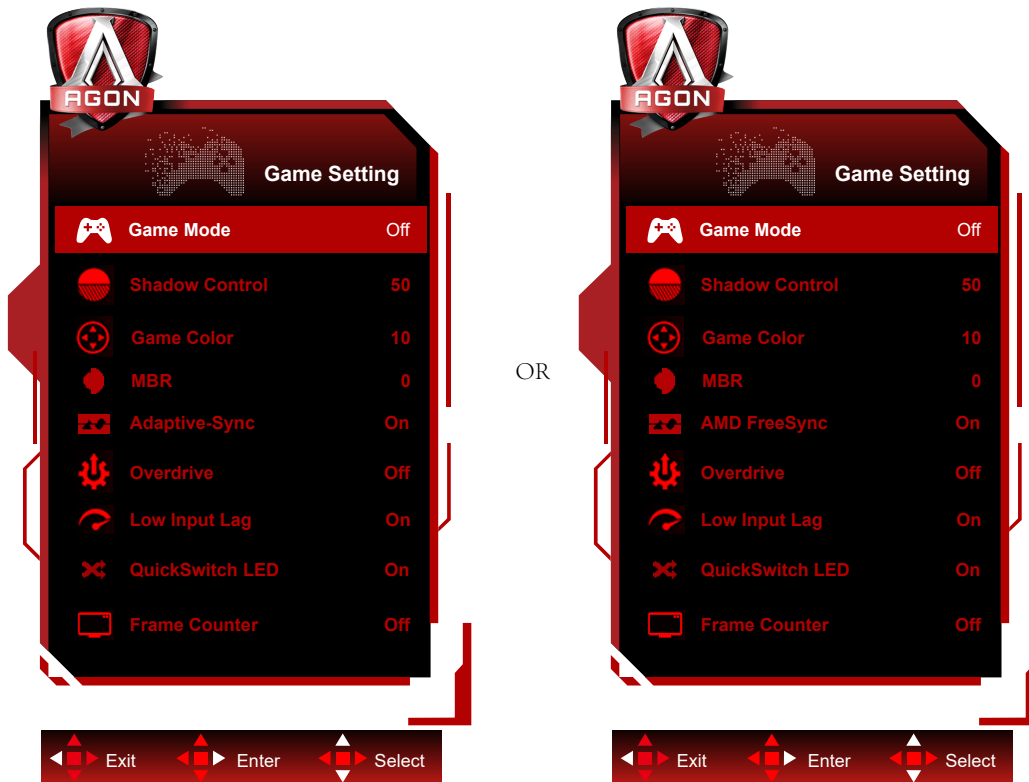 AGON
Game Setting
Game Mode Off
Shadow Control 50
Game Color 10
MBR 0
Adaptive-Sync On
Overdrive Off
Low Input Lag On
QuickSwitch LED On
Frame Counter Off
Exit Enter Select
OR
AGON
Game Setting
Game Mode Off
Shadow Control 50
Game Color 10
MBR 0
AMD FreeSync On
Overdrive Off
Low Input Lag On
QuickSwitch LED On
Frame Counter Off
Exit Enter Select